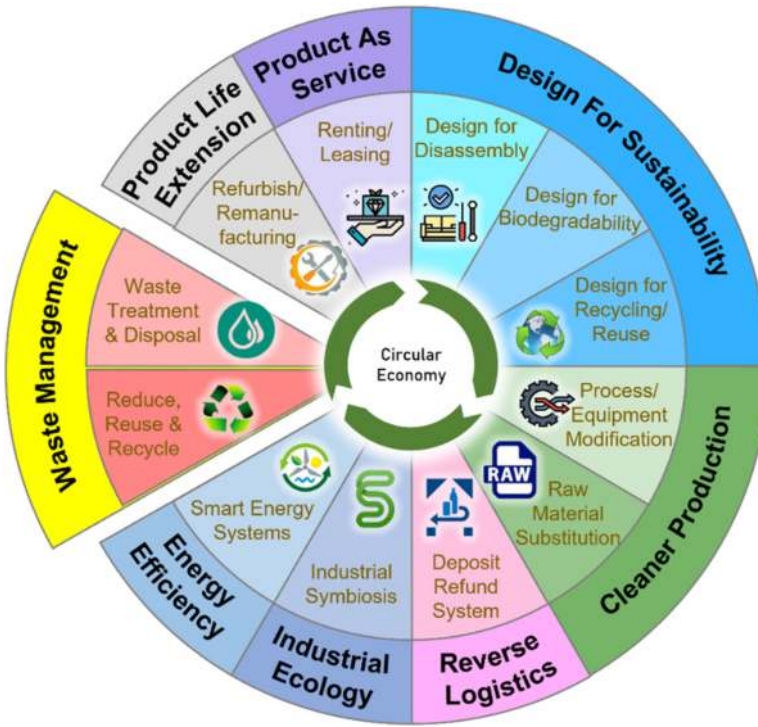 Product As
Service
Design For Sustainability
Product Life
Extension
Renting/
Leasing
Design for
Disassembly
Refurbish/
Remanu-
facturing
Design for
Biodegradability
Waste Management
Waste
Treatment
& Disposal
Design for
Recycling/
Reuse
Circular
Economy
Reduce,
Reuse &
Recycle
Process/
Equipment
Modification
Cleaner Production
RAW
Smart Energy
Systems
Raw
Material
Substitution
Industrial
Symbiosis
Deposit
Refund
System
Energy
Efficiency
Industrial
Ecology
Reverse
Logistics